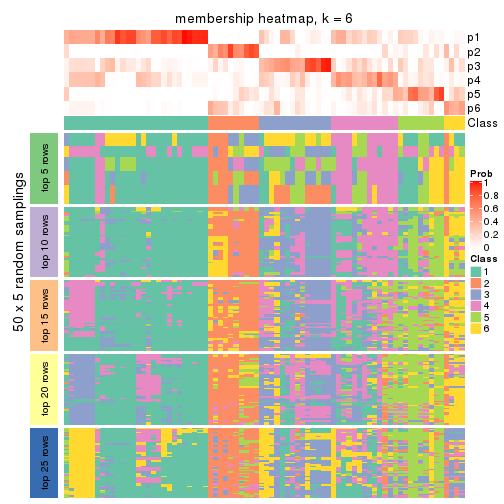 membership heatmap, k = 6
p1
p2
p3
p4
p5
p6
Class
50 x 5 random samplings
top 5 rows
top 10 rows
top 15 rows
top 20 rows
top 25 rows
Prob
1
0.8
0.6
0.4
0.2
0
Class
1
2
3
4
5
6